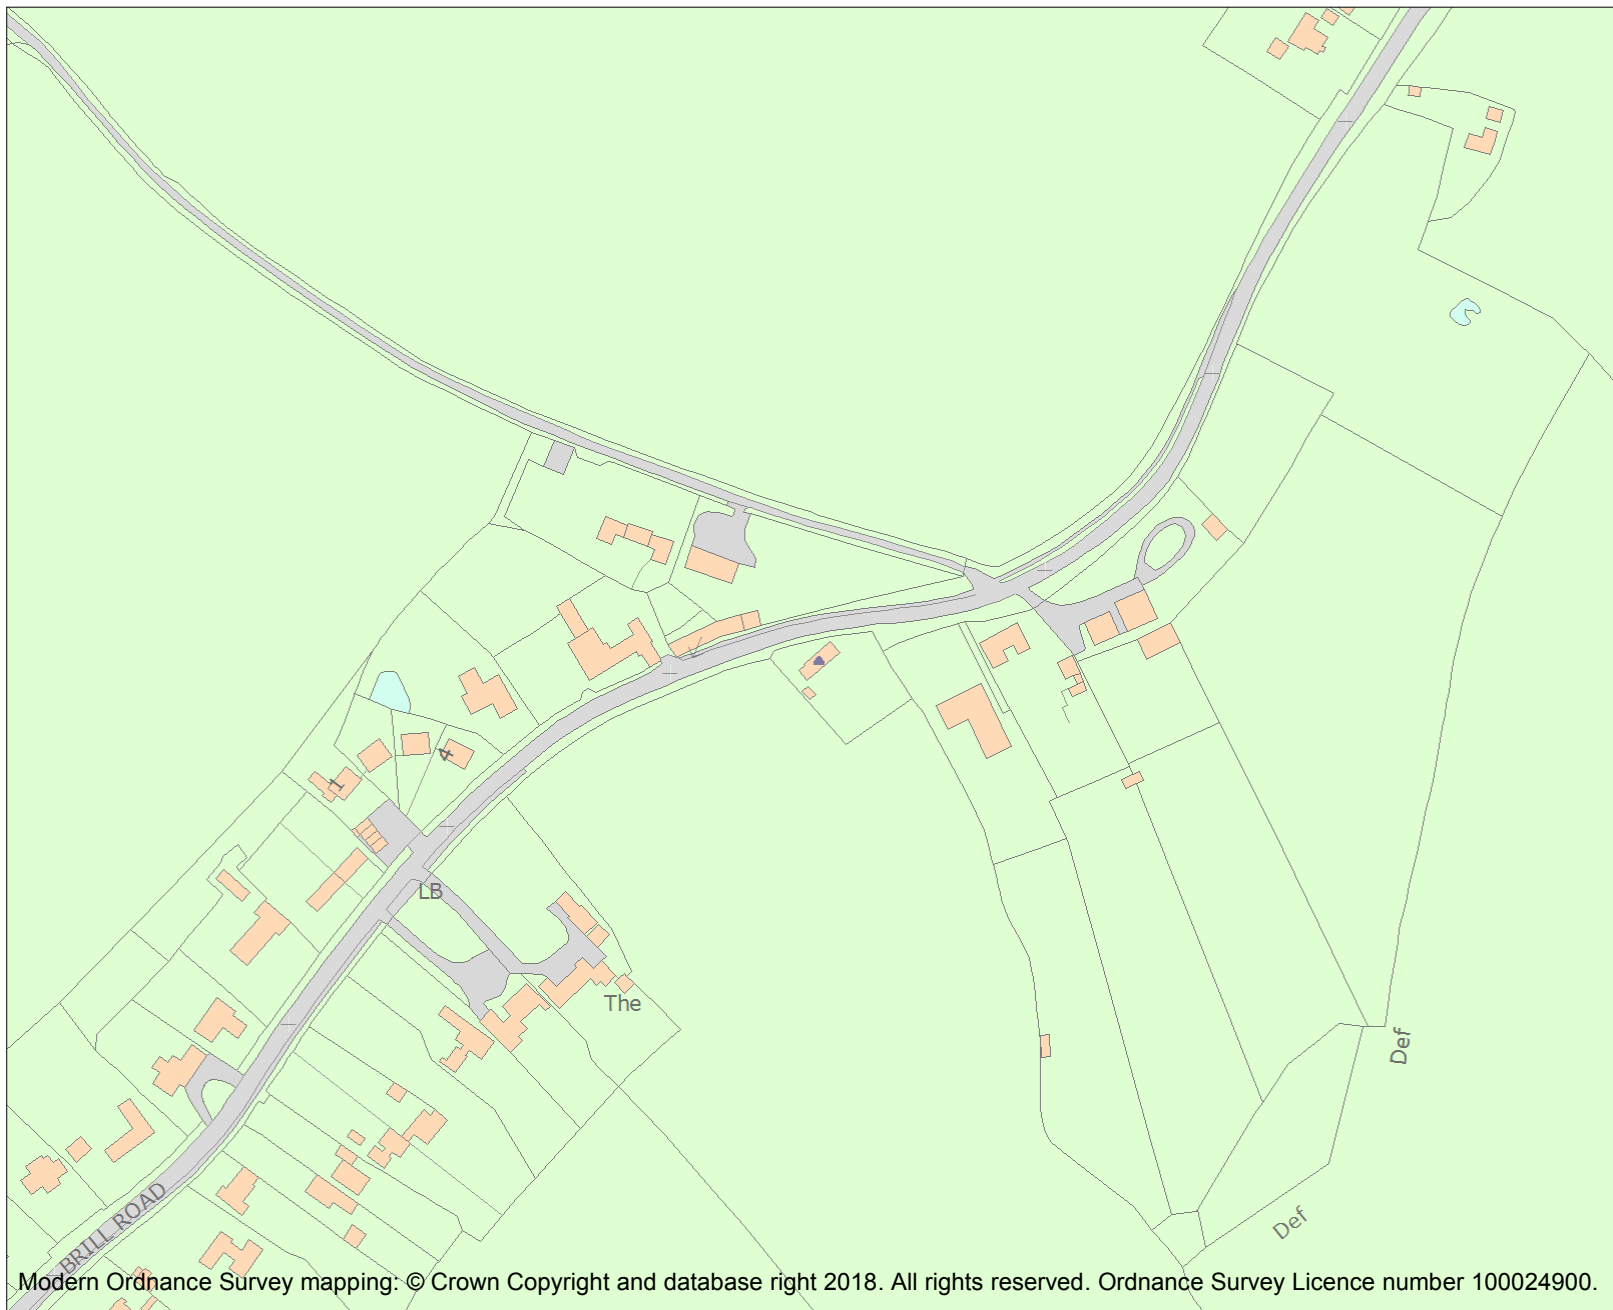 4
1
LB
The
Def
Def
BRILL ROAD
Modern Ordnance Survey mapping: © Crown Copyright and database right 2018. All rights reserved. Ordnance Survey Licence number 100024900.